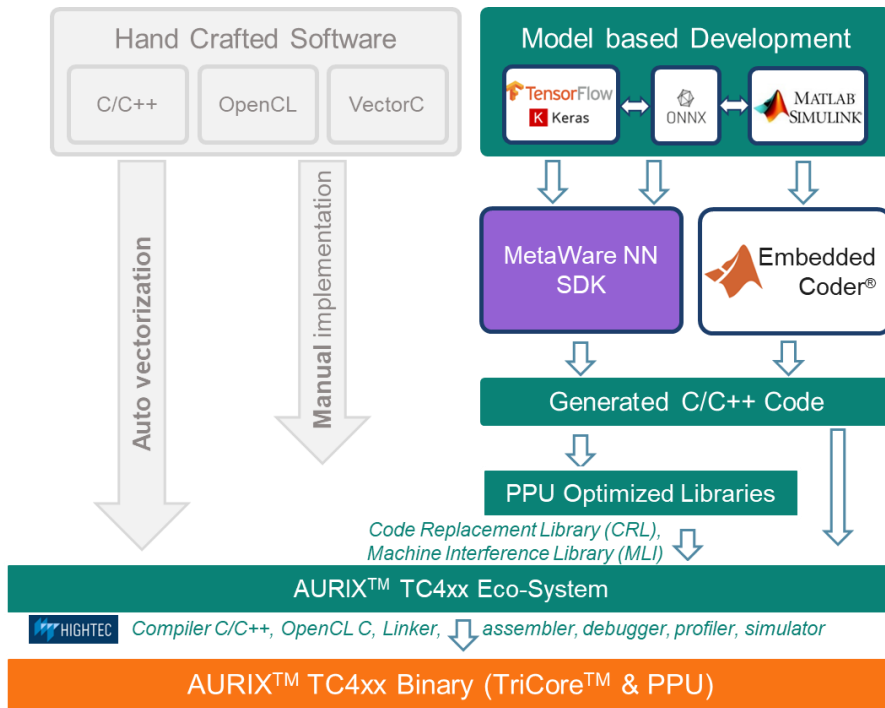 Hand Crafted Software
C/C++
OpenCL
VectorC
Auto vectorization
Manual implementation
Model based Development
TensorFlow
K Keras
ONNX
MATLAB
SIMULINK®
MetaWare NN
SDK
Embedded
Coder®
Generated C/C++ Code
PPU Optimized Libraries
Code Replacement Library (CRL),
Machine Interference Library (MLI)
AURIX™ TC4xx Eco-System
HIGHTEC
Compiler C/C++, OpenCL C, Linker, assembler, debugger, profiler, simulator
AURIX™ TC4xx Binary (TriCore™ & PPU)